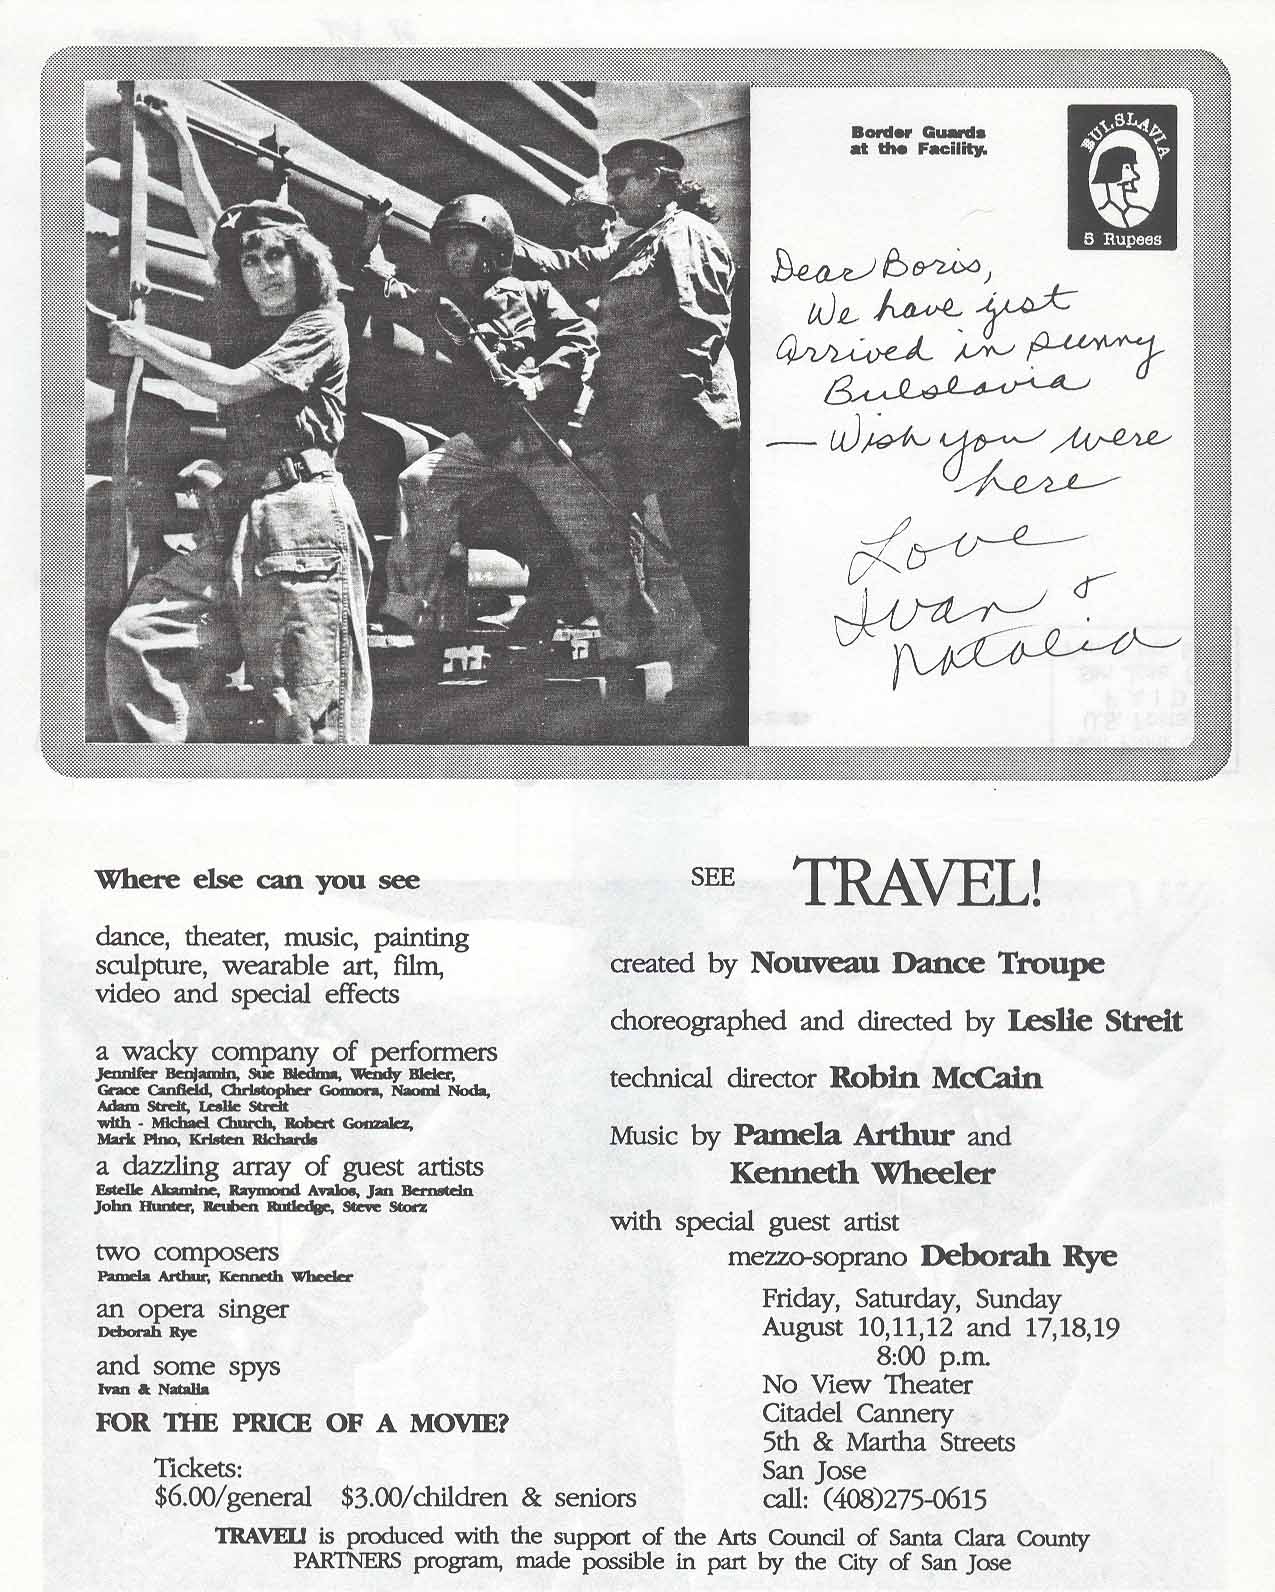 Border Guards
at the Facility.
BULSLAVIA
5 Rupees
Dear Boris,
We have just
Arrived in sunny
Bulslavia
— Wish you were
here
Love
Ivan &
Natalia
Where else can you see
dance, theater, music, painting
sculpture, wearable art, film,
video and special effects
a wacky company of performers
Jennifer Benjamin, Sue Biedma, Wendy Bleier,
Grace Canfield, Christopher Gomora, Naomi Noda,
Adam Streit, Leslie Streit
with - Michael Church, Robert Gonzalez,
Mark Pino, Kristen Richards
a dazzling array of guest artists
Estelle Akamine, Raymond Avalos, Jan Bernstein
John Hunter, Reuben Rutledge, Steve Storz
two composers
Pamela Arthur, Kenneth Wheeler
an opera singer
Deborah Rye
and some spys
Ivan & Natalia
FOR THE PRICE OF A MOVIE?
Tickets:
$6.00/general $3.00/children & seniors
SEE TRAVEL!
created by Nouveau Dance Troupe
choreographed and directed by Leslie Streit
technical director Robin McCain
Music by Pamela Arthur and
Kenneth Wheeler
with special guest artist
mezzo-soprano Deborah Rye
Friday, Saturday, Sunday
August 10,11,12 and 17,18,19
8:00 p.m.
No View Theater
Citadel Cannery
5th & Martha Streets
San Jose
call: (408)275-0615
TRAVEL! is produced with the support of the Arts Council of Santa Clara County
PARTNERS program, made possible in part by the City of San Jose